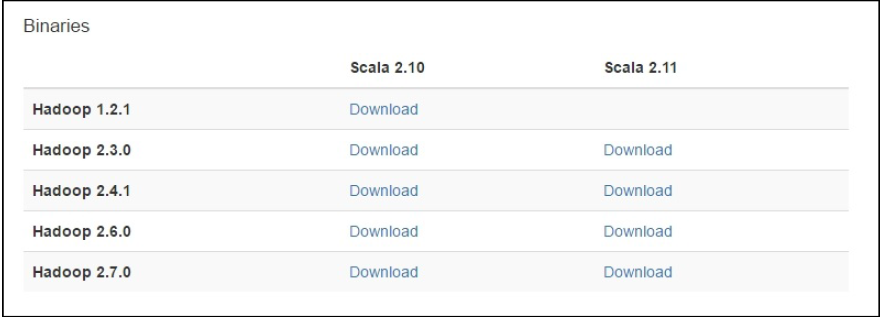 Binaries
Scala 2.10 Scala 2.11
Hadoop 1.2.1 Download
Hadoop 2.3.0 Download Download
Hadoop 2.4.1 Download Download
Hadoop 2.6.0 Download Download
Hadoop 2.7.0 Download Download